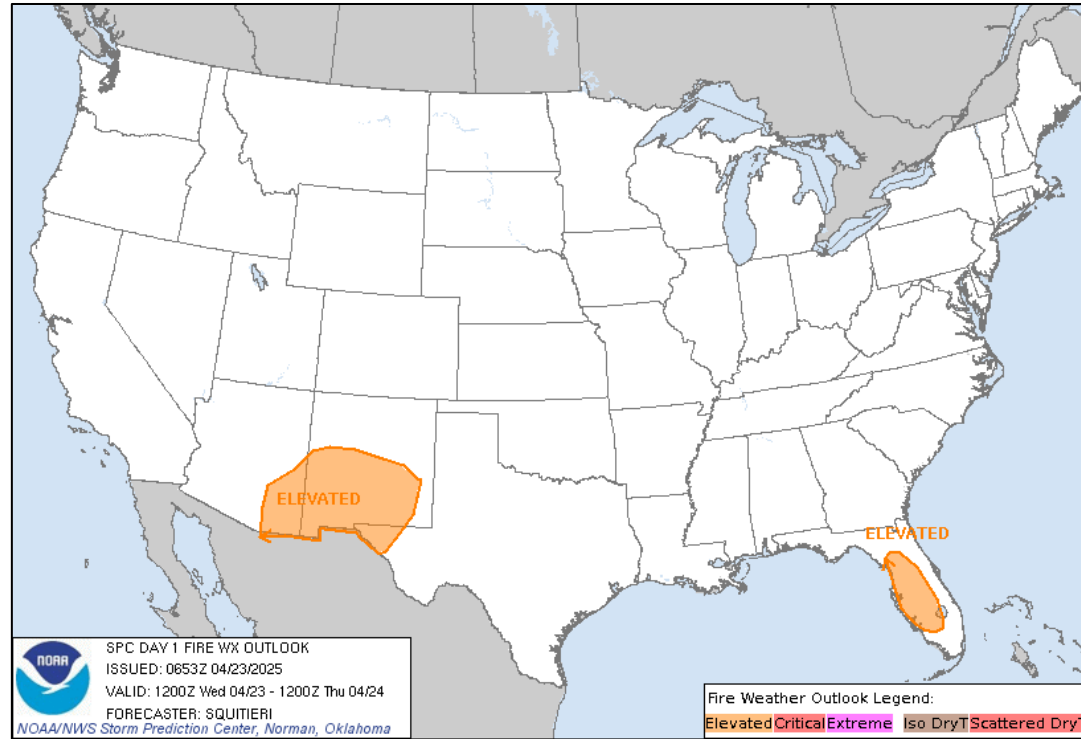 ELEVATED
ELEVATED
NOAA
SPC DAY 1 FIRE WX OUTLOOK
ISSUED: 0653Z 04/23/2025
VALID: 1200Z Wed 04/23 - 1200Z Thu 04/24
FORECASTER: SQUITIERI
NOAA/NWS Storm Prediction Center, Norman, Oklahoma
Fire Weather Outlook Legend:
Elevated Critical Extreme Iso DryT Scattered DryT